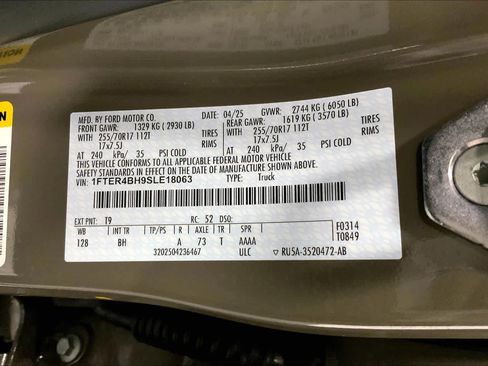 MFD. BY FORD MOTOR CO. DATE: 04/25 GVWR: 2744 KG (6050 LB)
FRONT GAWR: 1329 KG (2930 LB) REAR GAWR: 1619 KG (3570 LB)
WITH 255/70R17 112T TIRES WITH 255/70R17 112T TIRES
17x7.5J RIMS 17x7.5J RIMS
AT 240 kPa/ 35 PSI COLD AT 240 kPa/ 35 PSI COLD
THIS VEHICLE CONFORMS TO ALL APPLICABLE FEDERAL MOTOR VEHICLE
SAFETY STANDARDS IN EFFECT ON THE DATE OF MANUFACTURE SHOWN ABOVE.
VIN: 1FTER4BH9SLE18063 TYPE: Truck
EXT PNT: T9 RC: 52 DSO:
WB INT TR TP/PS R AXLE TR SPR F0314
128 BH A 73 T AAAA T0849
3202504236467 ULC RU5A-3520472-AB